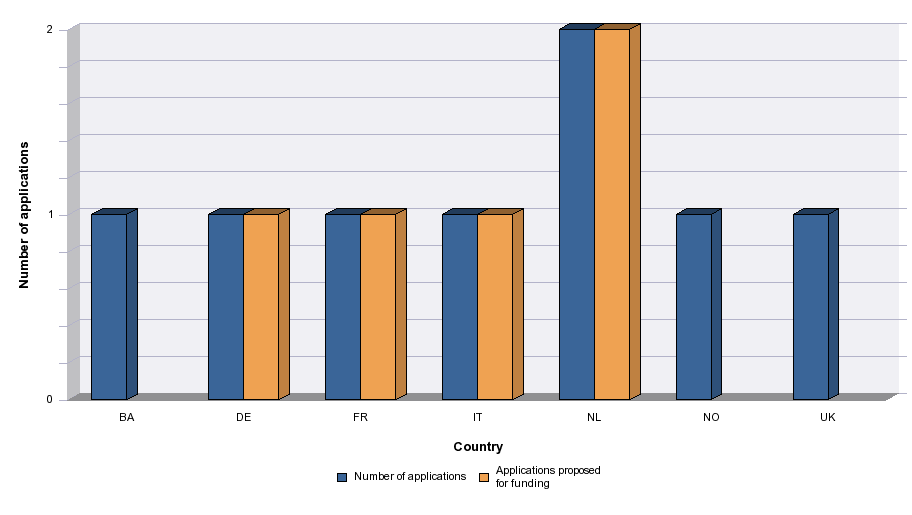 2
1
0
Number of applications
BA DE FR IT NL NO UK
Country
Number of applications
Applications proposed
for funding